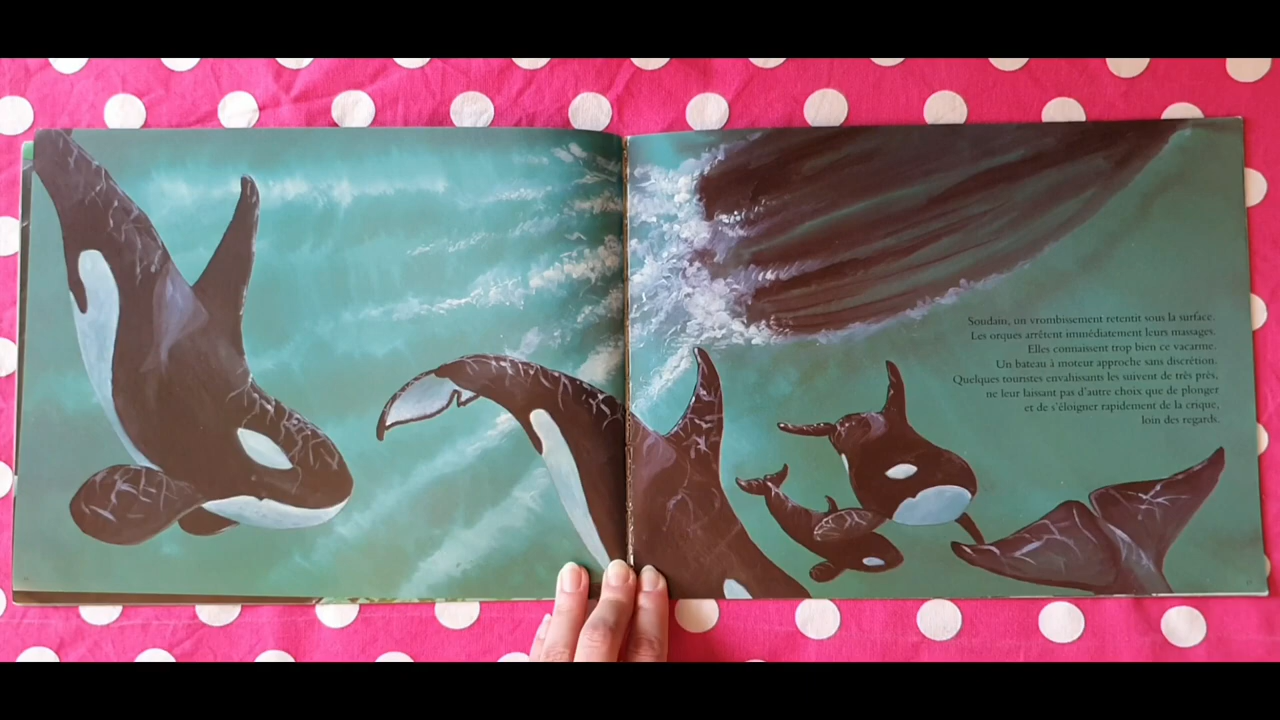 Soudain, un vrombissement retentit sous la surface.
Les orques arrêtent immédiatement leurs massages.
Elles connaissent trop bien ce vacarme.
Un bateau à moteur approche sans discrétion.
Quelques touristes envahissants les suivent de très près,
ne leur laissant pas d'autre choix que de plonger
et de s'éloigner rapidement de la crique,
loin des regards.